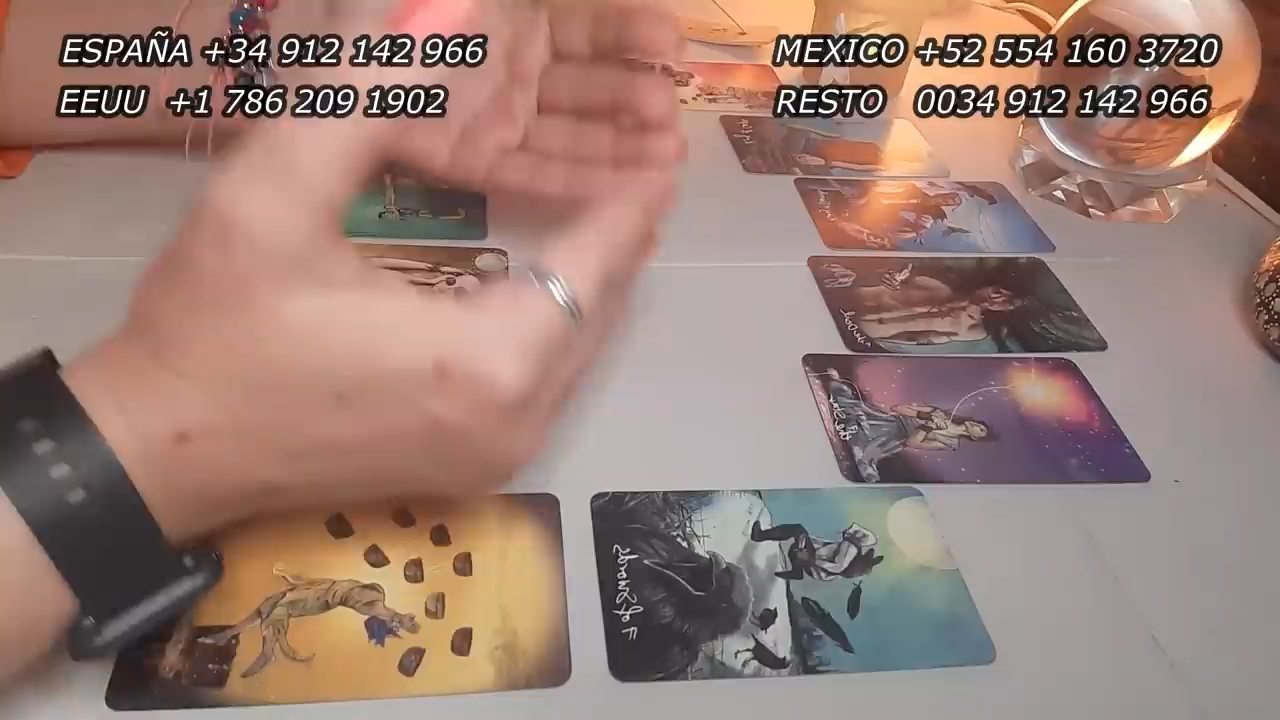 ESPAÑA +34 912 142 966
EEUU +1 786 209 1902
MEXICO +52 554 160 3720
RESTO 0034 912 142 966